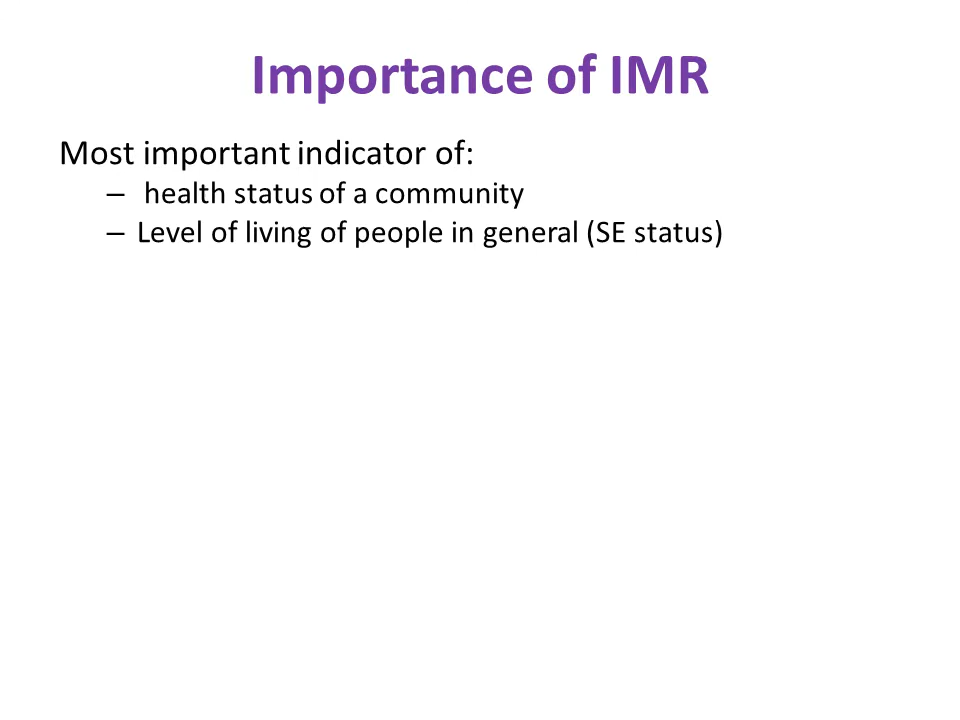 Importance of IMR
Most important indicator of:
– health status of a community
– Level of living of people in general (SE status)